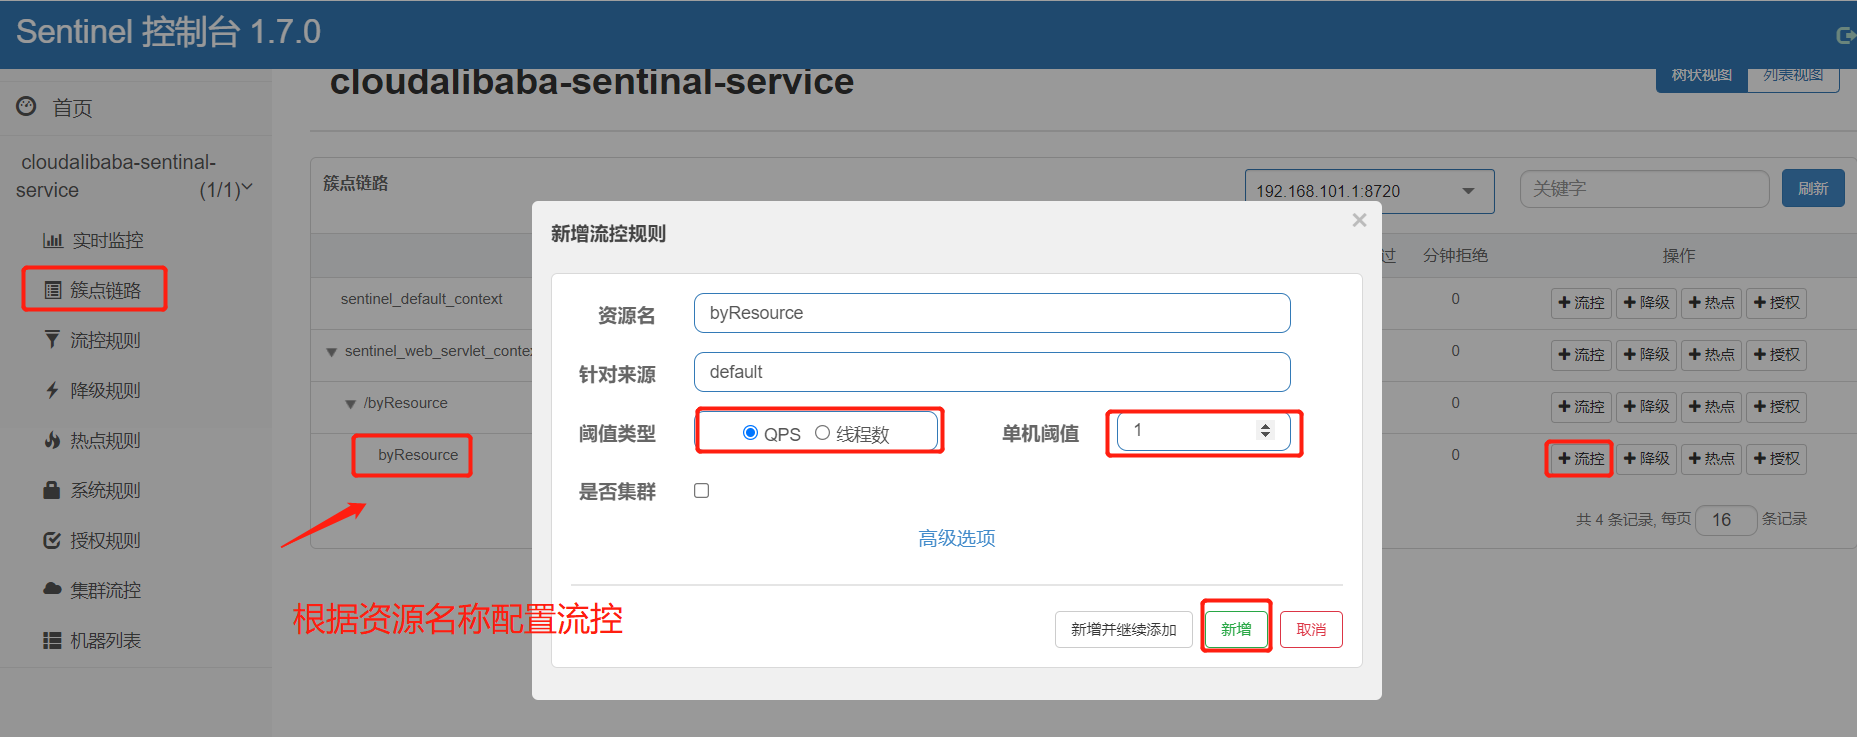 Sentinel 控制台 1.7.0
cloudalibaba-sentinal-service
树状视图 列表视图
首页
cloudalibaba-sentinal-
service (1/1)
实时监控
簇点链路
流控规则
降级规则
热点规则
系统规则
授权规则
集群流控
机器列表
簇点链路
192.168.101.1:8720 关键字 刷新
过 分钟拒绝 操作
sentinel_default_context 0 流控 降级 热点 授权
sentinel_web_servlet_conte 0 流控 降级 热点 授权
/byResource 0 流控 降级 热点 授权
byResource 0 流控 降级 热点 授权
共 4 条记录, 每页 16 条记录
根据资源名称配置流控
新增流控规则 ×
资源名 byResource
针对来源 default
阈值类型 QPS 线程数 单机阈值 1
是否集群
高级选项
新增并继续添加 新增 取消